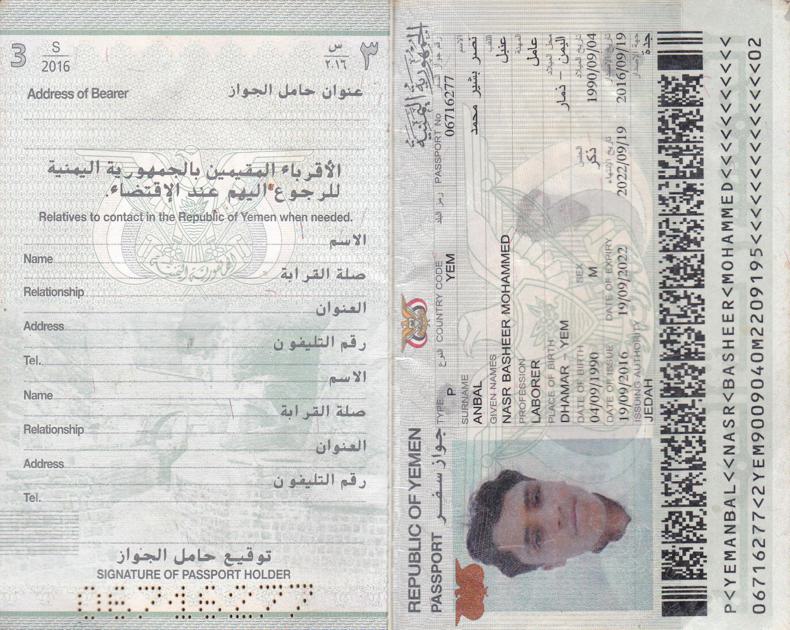 3
S
2016
س
٢٠١٦
٣
Address of Bearer
عنوان حامل الجواز
الأقرباء المقيمين بالجمهورية اليمنية
للرجوع اليهم عند الإقتضاء
Relatives to contact in the Republic of Yemen when needed.
Name الاسم
Relationship صلة القرابة
Address العنوان
Tel. رقم التليفون
Name الاسم
Relationship صلة القرابة
Address العنوان
Tel. رقم التليفون
توقيع حامل الجواز
SIGNATURE OF PASSPORT HOLDER
06716277
REPUBLIC OF YEMEN الجمهورية اليمنية
PASSPORT جواز سفر TYPE النوع COUNTRY CODE رمز البلد PASSPORT No رقم جواز السفر
P YEM 06716277
SURNAME الاسم
ANBAL نصر بشير محمد
GIVEN NAMES اللقب
NASR BASHEER MOHAMMED عنبل
PROFESSION المهنة
LABORER عامل
PLACE OF BIRTH محل الميلاد
DHAMAR - YEM اليمن - ذمار
DATE OF BIRTH SEX الجنس تاريخ الميلاد
04/09/1990 M ذكر 1990/09/04
DATE OF ISSUE DATE OF EXPIRY تاريخ الإنتهاء تاريخ الإصدار
19/09/2016 19/09/2022 2022/09/19 2016/09/19
ISSUING AUTHORITY جهة الإصدار
JEDAH جدة
P<YEMANBAL<<NASR<BASHEER<MOHAMMED<<<<<<<<<<<
06716277<2YEM9009040M2209195<<<<<<<<<<<<<<02